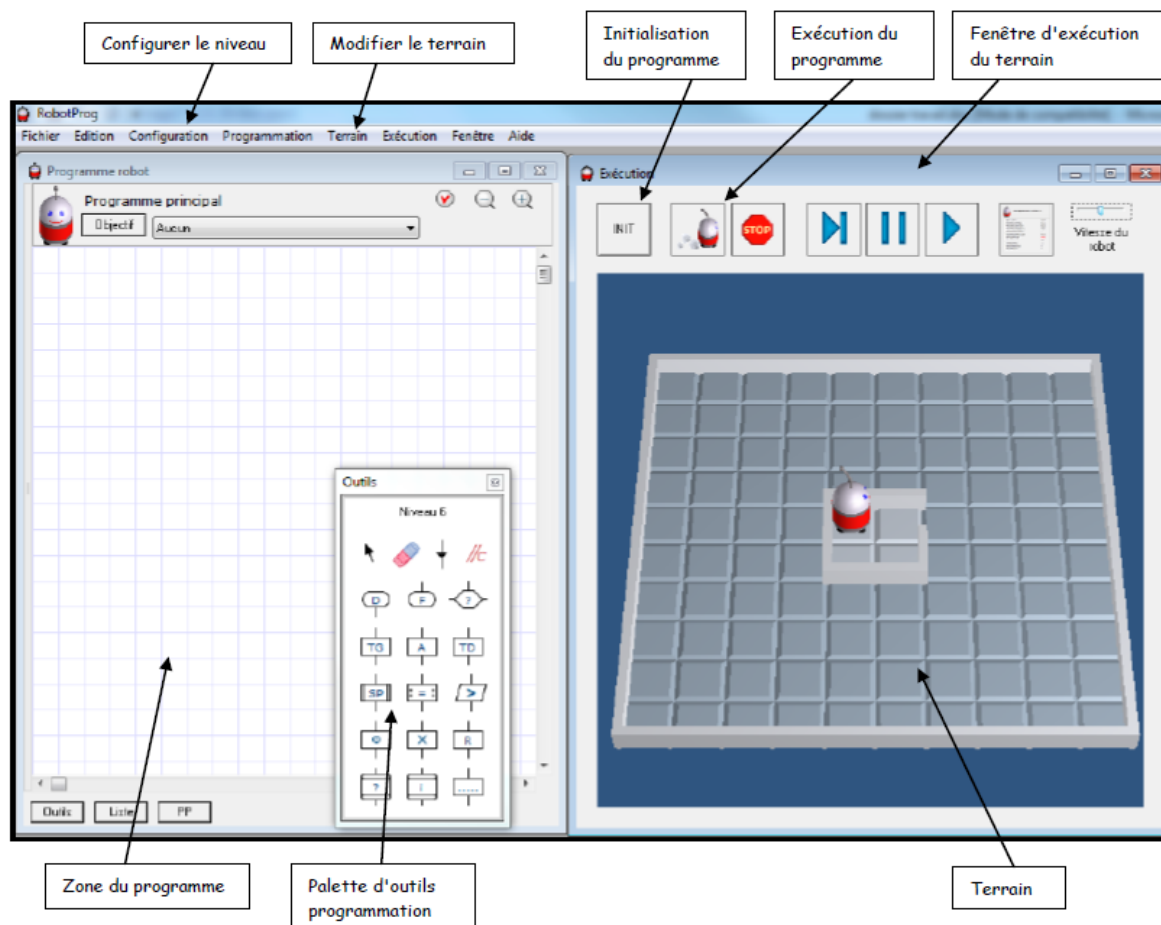 Configurer le niveau
Modifier le terrain
Initialisation
du programme
Exécution du
programme
Fenêtre d'exécution
du terrain
RobotProg
Fichier Edition Configuration Programmation Terrain Exécution Fenêtre Aide
Programme robot
Programme principal
Objectif
Aucun
Exécution
INIT
STOP
Vitesse du
robot
Outils
Niveau 6
D F ?
TG A TD
SP : = : >
X R
? i .....
Outils Liste PP
Zone du programme
Palette d'outils
programmation
Terrain